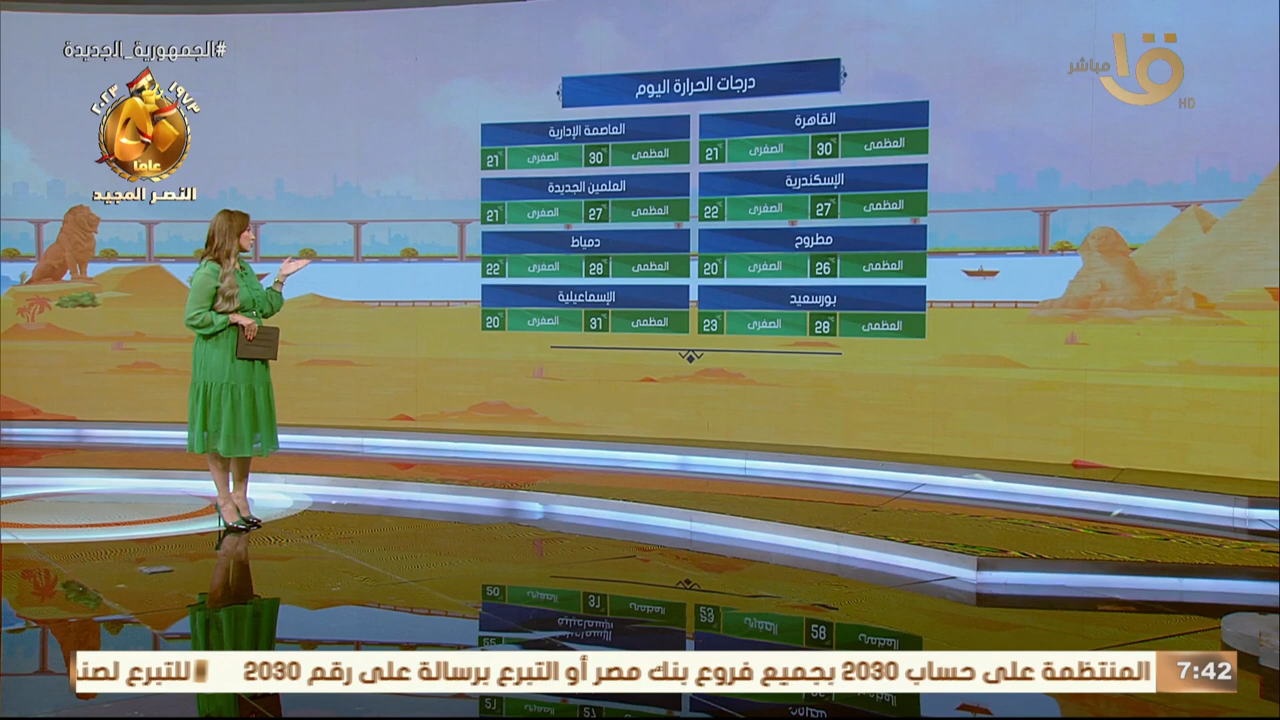 #الجمهورية_الجديدة
١٩٧٣
٢٠٢٣
عامًا
النصر المجيد
مباشر
HD
درجات الحرارة اليوم
القاهرة
العظمى 30 الصغرى 21
العاصمة الإدارية
العظمى 30 الصغرى 21
الإسكندرية
العظمى 27 الصغرى 22
العلمين الجديدة
العظمى 27 الصغرى 21
مطروح
العظمى 26 الصغرى 20
دمياط
العظمى 28 الصغرى 22
بورسعيد
العظمى 28 الصغرى 23
الإسماعيلية
العظمى 31 الصغرى 20
7:42
المنتظمة على حساب 2030 بجميع فروع بنك مصر أو التبرع برسالة على رقم 2030 للتبرع لصن